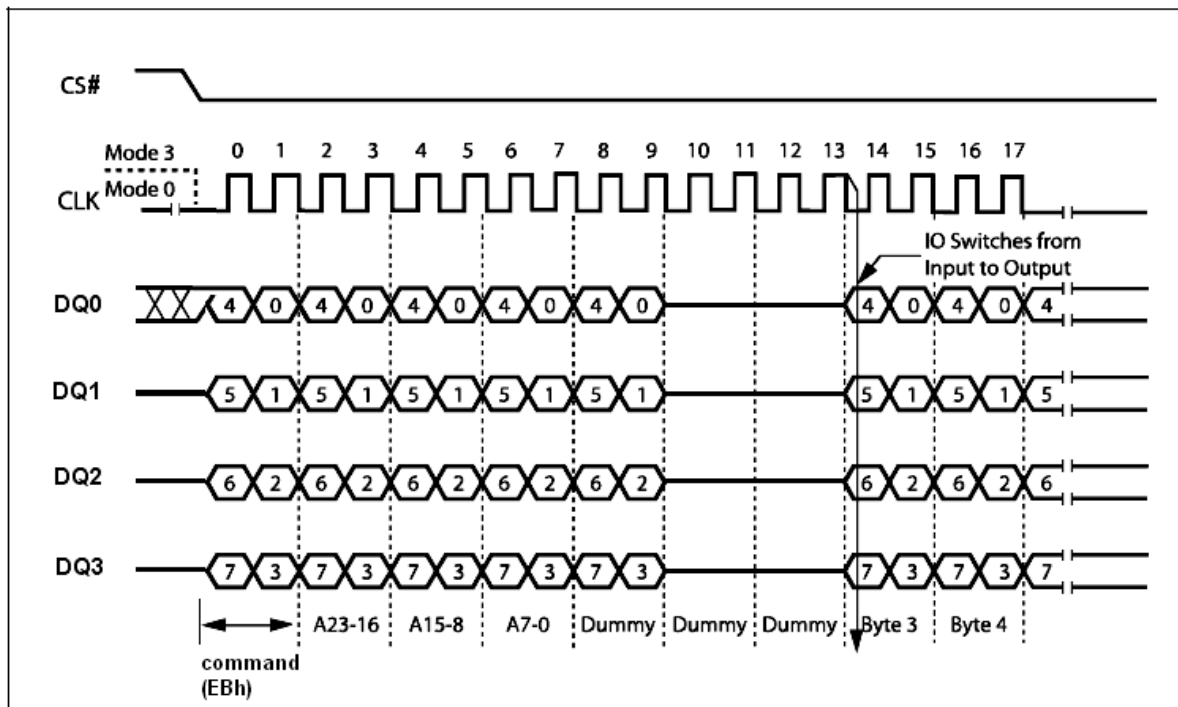 CS#
Mode 3
0 1 2 3 4 5 6 7 8 9 10 11 12 13 14 15 16 17
Mode 0
CLK
IO Switches from
Input to Output
DQ0 4 0 4 0 4 0 4 0 4 0 4 0 4 0 4
DQ1 5 1 5 1 5 1 5 1 5 1 5 1 5 1 5
DQ2 6 2 6 2 6 2 6 2 6 2 6 2 6 2 6
DQ3 7 3 7 3 7 3 7 3 7 3 7 3 7 3 7
A23-16 A15-8 A7-0 Dummy Dummy Dummy Byte 3 Byte 4
command
(EBh)